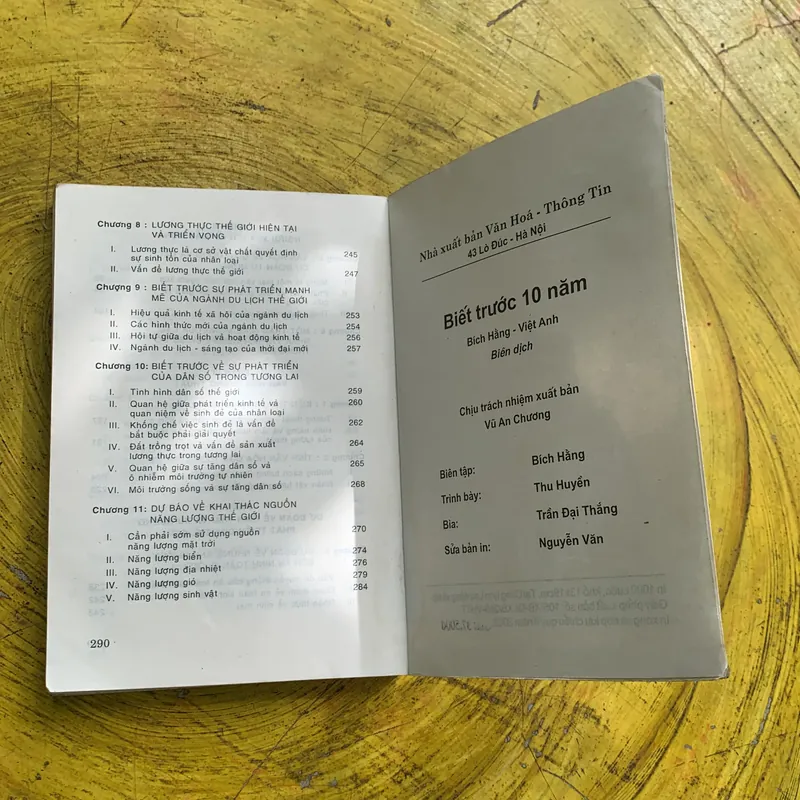 Chương 8 : LƯƠNG THỰC THẾ GIỚI HIỆN TẠI
VÀ TRIỂN VỌNG
I. Lương thực là cơ sở vật chất quyết định 245
sự sinh tồn của nhân loại
II. Vấn đề lương thực thế giới 247
Chương 9 : BIẾT TRƯỚC SỰ PHÁT TRIỂN MẠNH
MẼ CỦA NGÀNH DU LỊCH THẾ GIỚI
I. Hiệu quả kinh tế xã hội của ngành du lịch 253
II. Các hình thức mới của ngành du lịch 254
III. Hội tụ giữa du lịch và hoạt động kinh tế 256
IV. Ngành du lịch - sáng tạo của thời đại mới 257
Chương 10: BIẾT TRƯỚC VỀ SỰ PHÁT TRIỂN
CỦA DÂN SỐ TRONG TƯƠNG LAI
I. Tình hình dân số thế giới 259
II. Quan hệ giữa phát triển kinh tế và 260
quan niệm về sinh đẻ của nhân loại
III. Khống chế việc sinh đẻ là vấn đề 262
bắt buộc phải giải quyết
IV. Đất trồng trọt và vấn đề sản xuất 264
lương thực trong tương lai
V. Quan hệ giữa sự tăng dân số và 265
ô nhiễm môi trường tự nhiên
VI. Môi trường sống và sự tăng dân số 268
Chương 11: DỰ BÁO VỀ KHAI THÁC NGUỒN
NĂNG LƯỢNG THẾ GIỚI
I. Cần phải sớm sử dụng nguồn 270
năng lượng mặt trời
II. Năng lượng biển 274
III. Năng lượng địa nhiệt 276
IV. Năng lượng gió 279
V. Năng lượng sinh vật 284
290
Nhà xuất bản Văn Hoá - Thông Tin
43 Lò Đúc - Hà Nội
Biết trước 10 năm
Bích Hằng - Việt Anh
Biên dịch
Chịu trách nhiệm xuất bản
Vũ An Chương
Biên tập: Bích Hằng
Trình bày: Thu Huyền
Bìa: Trần Đại Thắng
Sửa bản in: Nguyễn Văn